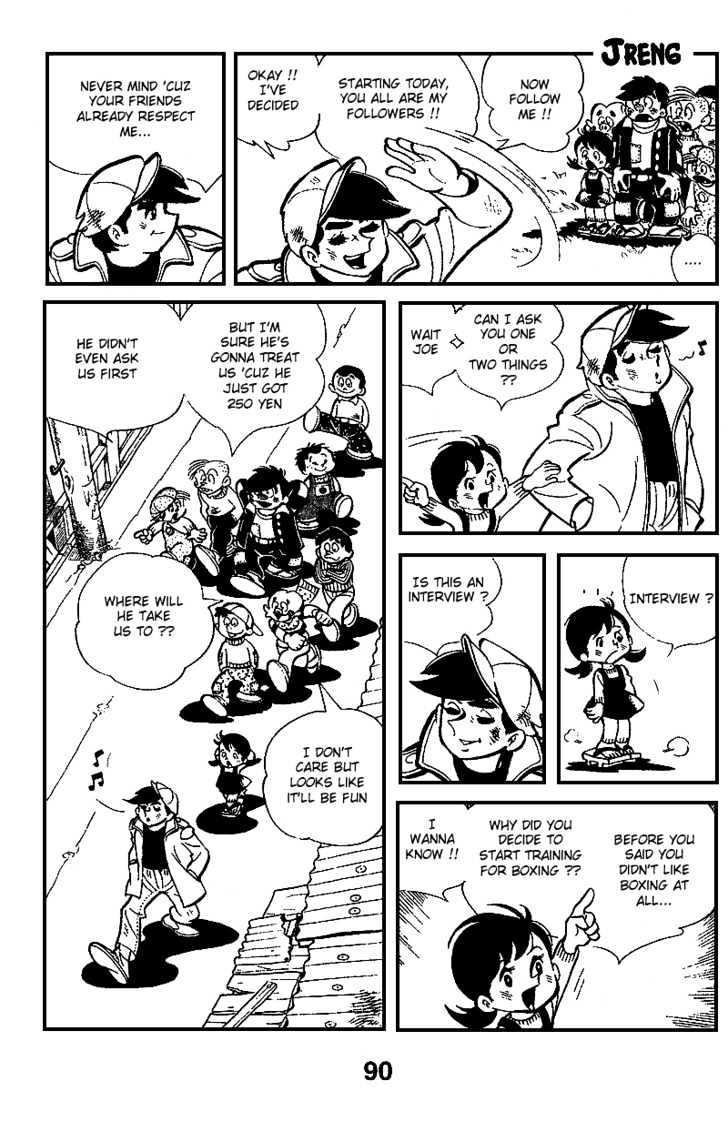 JRENG
NEVER MIND 'CUZ
YOUR FRIENDS
ALREADY RESPECT
ME...
OKAY !!
I'VE
DECIDED
STARTING TODAY,
YOU ALL ARE MY
FOLLOWERS !!
NOW
FOLLOW
ME !!
....
HE DIDN'T
EVEN ASK
US FIRST
BUT I'M
SURE HE'S
GONNA TREAT
US 'CUZ HE
JUST GOT
250 YEN
WHERE WILL
HE TAKE
US TO ??
I DON'T
CARE BUT
LOOKS LIKE
IT'LL BE FUN
WAIT
JOE
CAN I ASK
YOU ONE
OR
TWO THINGS
??
IS THIS AN
INTERVIEW ?
INTERVIEW ?
I
WANNA
KNOW !!
WHY DID YOU
DECIDE TO
START TRAINING
FOR BOXING ??
BEFORE YOU
SAID YOU
DIDN'T LIKE
BOXING AT
ALL...
90